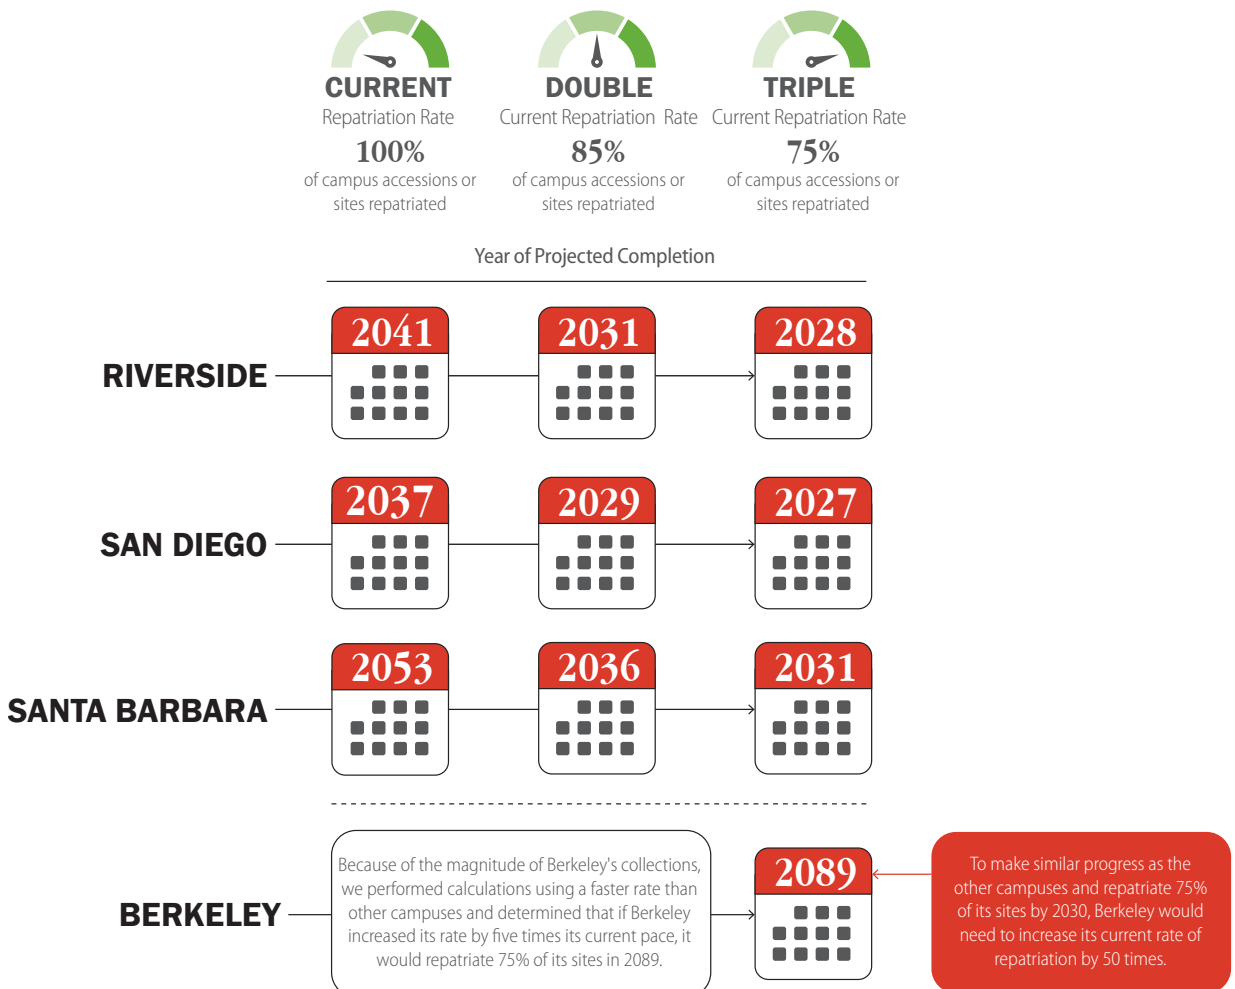 CURRENT
Repatriation Rate
100%
of campus accessions or
sites repatriated
DOUBLE
Current Repatriation Rate
85%
of campus accessions or
sites repatriated
TRIPLE
Current Repatriation Rate
75%
of campus accessions or
sites repatriated
Year of Projected Completion
RIVERSIDE
2041
2031
2028
SAN DIEGO
2037
2029
2027
SANTA BARBARA
2053
2036
2031
BERKELEY
Because of the magnitude of Berkeley's collections,
we performed calculations using a faster rate than
other campuses and determined that if Berkeley
increased its rate by five times its current pace, it
would repatriate 75% of its sites in 2089.
2089
To make similar progress as the
other campuses and repatriate 75%
of its sites by 2030, Berkeley would
need to increase its current rate of
repatriation by 50 times.